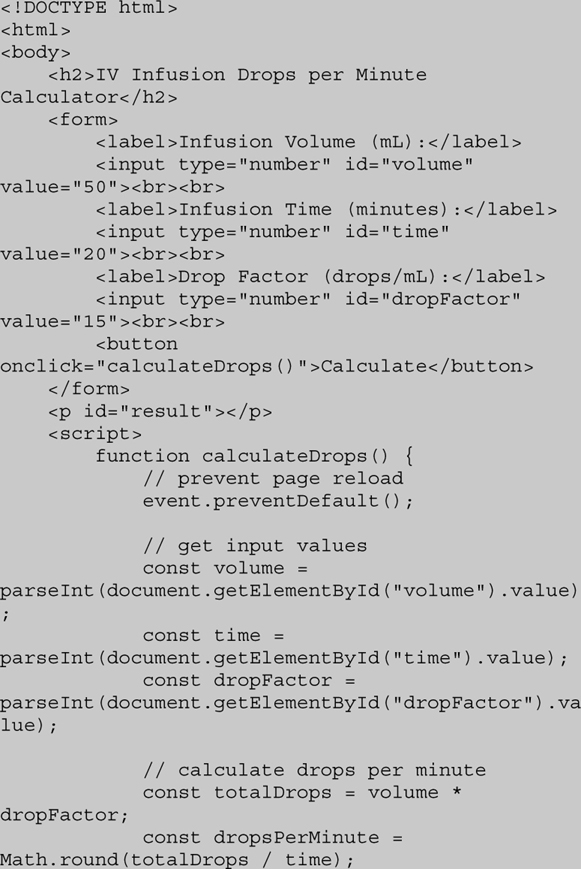 <!DOCTYPE html>
<html>
<body>
    <h2>IV Infusion Drops per Minute
Calculator</h2>
    <form>
        <label>Infusion Volume (mL):</label>
        <input type="number" id="volume"
value="50"><br><br>
        <label>Infusion Time (minutes):</label>
        <input type="number" id="time"
value="20"><br><br>
        <label>Drop Factor (drops/mL):</label>
        <input type="number" id="dropFactor"
value="15"><br><br>
        <button
onclick="calculateDrops()">Calculate</button>
    </form>
    <p id="result"></p>
    <script>
        function calculateDrops() {
            // prevent page reload
            event.preventDefault();

            // get input values
            const volume =
parseInt(document.getElementById("volume").value)
;
            const time =
parseInt(document.getElementById("time").value);
            const dropFactor =
parseInt(document.getElementById("dropFactor").va
lue);

            // calculate drops per minute
            const totalDrops = volume *
dropFactor;
            const dropsPerMinute =
Math.round(totalDrops / time);